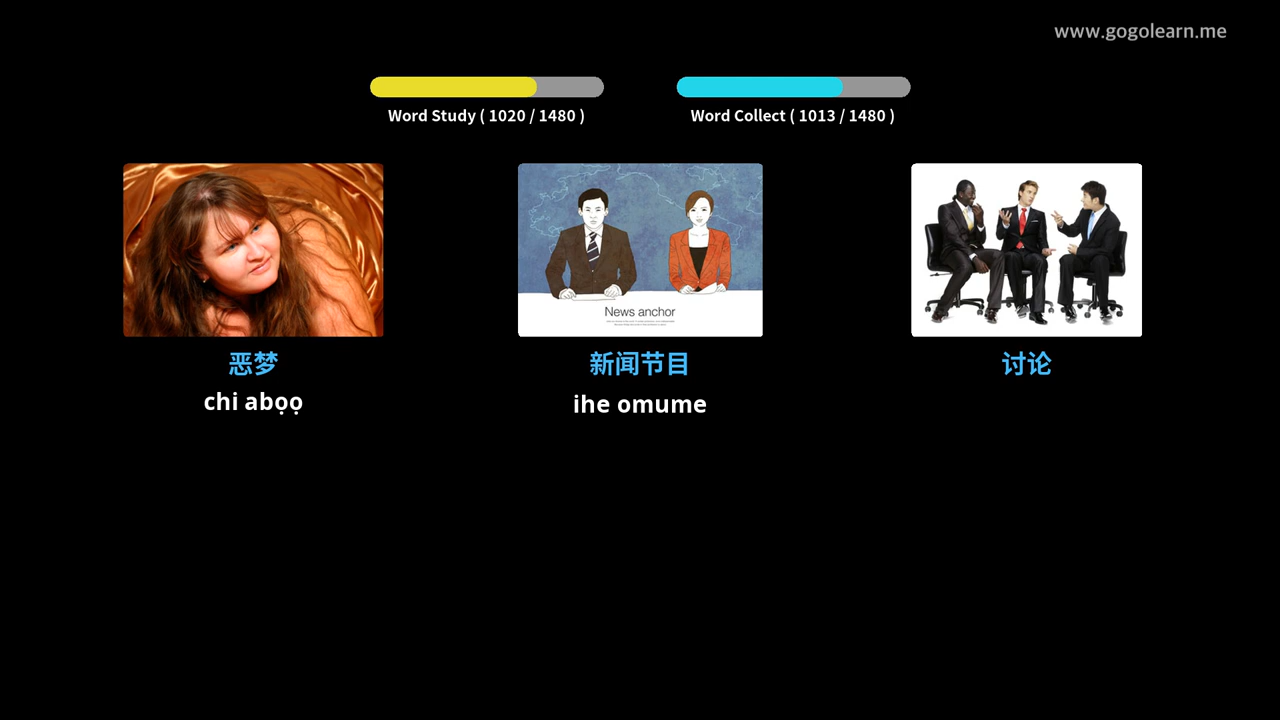 www.gogolearn.me
Word Study ( 1020 / 1480 )
Word Collect ( 1013 / 1480 )
News anchor
恶梦
新闻节目
讨论
chi abọọ
ihe omume